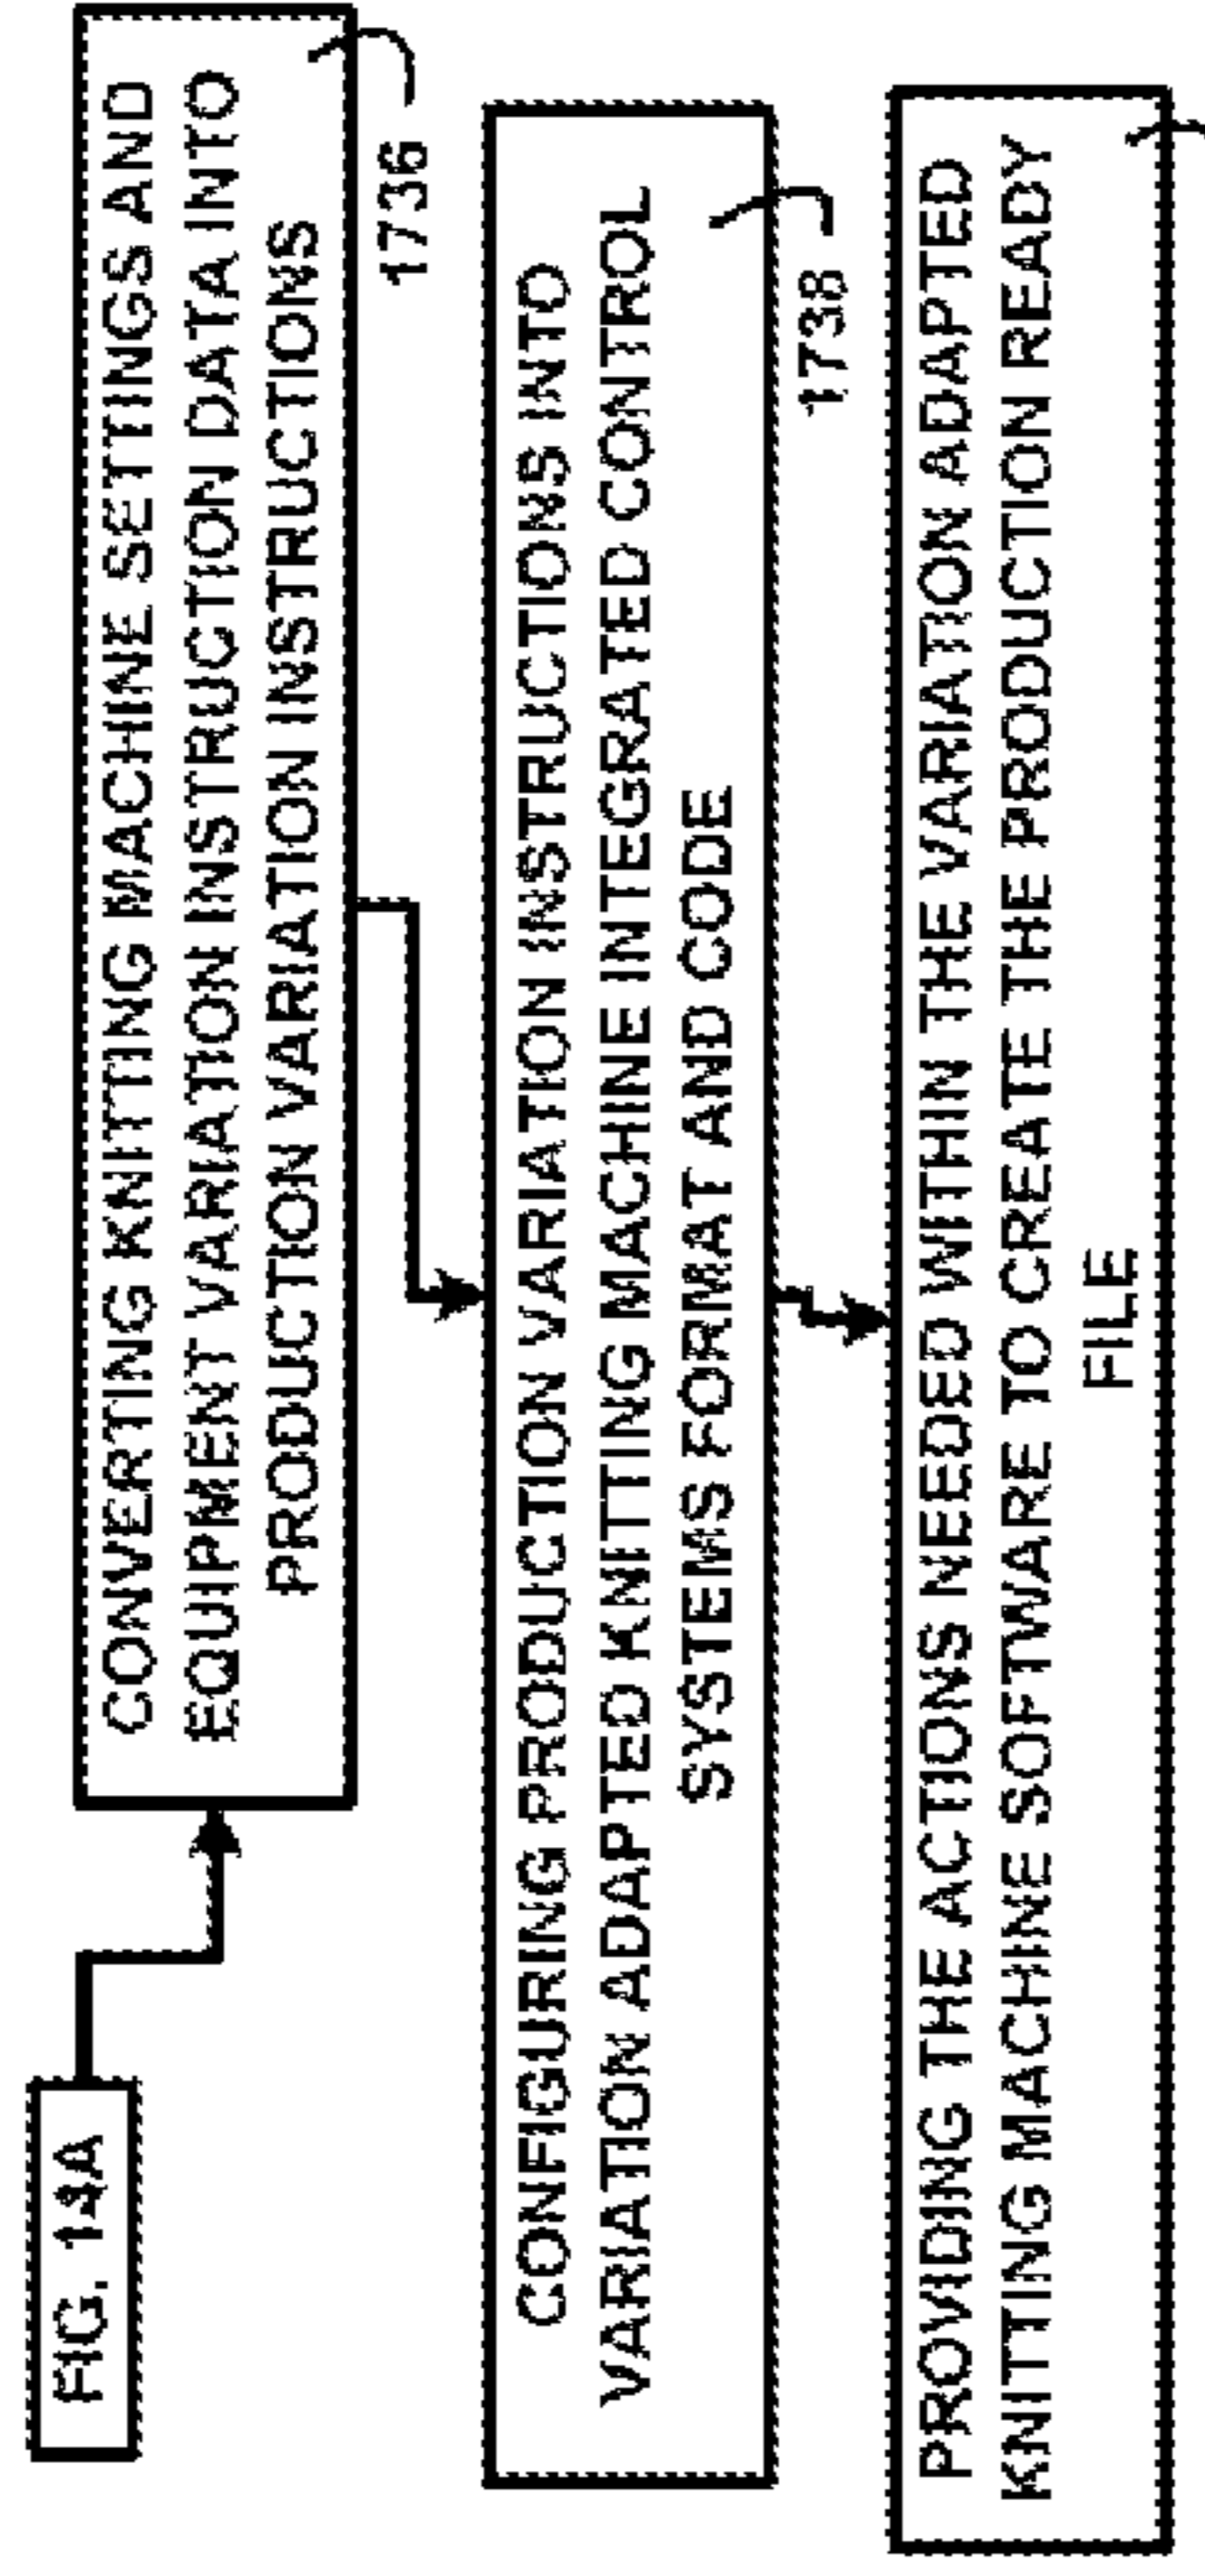 FIG. 14A
CONVERTING KNITTING MACHINE SETTINGS AND
EQUIPMENT VARIATION INSTRUCTION DATA INTO
PRODUCTION VARIATION INSTRUCTIONS
1736
CONFIGURING PRODUCTION VARIATION INSTRUCTIONS INTO
VARIATION ADAPTED KNITTING MACHINE INTEGRATED CONTROL
SYSTEMS FORMAT AND CODE
1738
PROVIDING THE ACTIONS NEEDED WITHIN THE VARIATION ADAPTED
KNITTING MACHINE SOFTWARE TO CREATE THE PRODUCTION READY
FILE